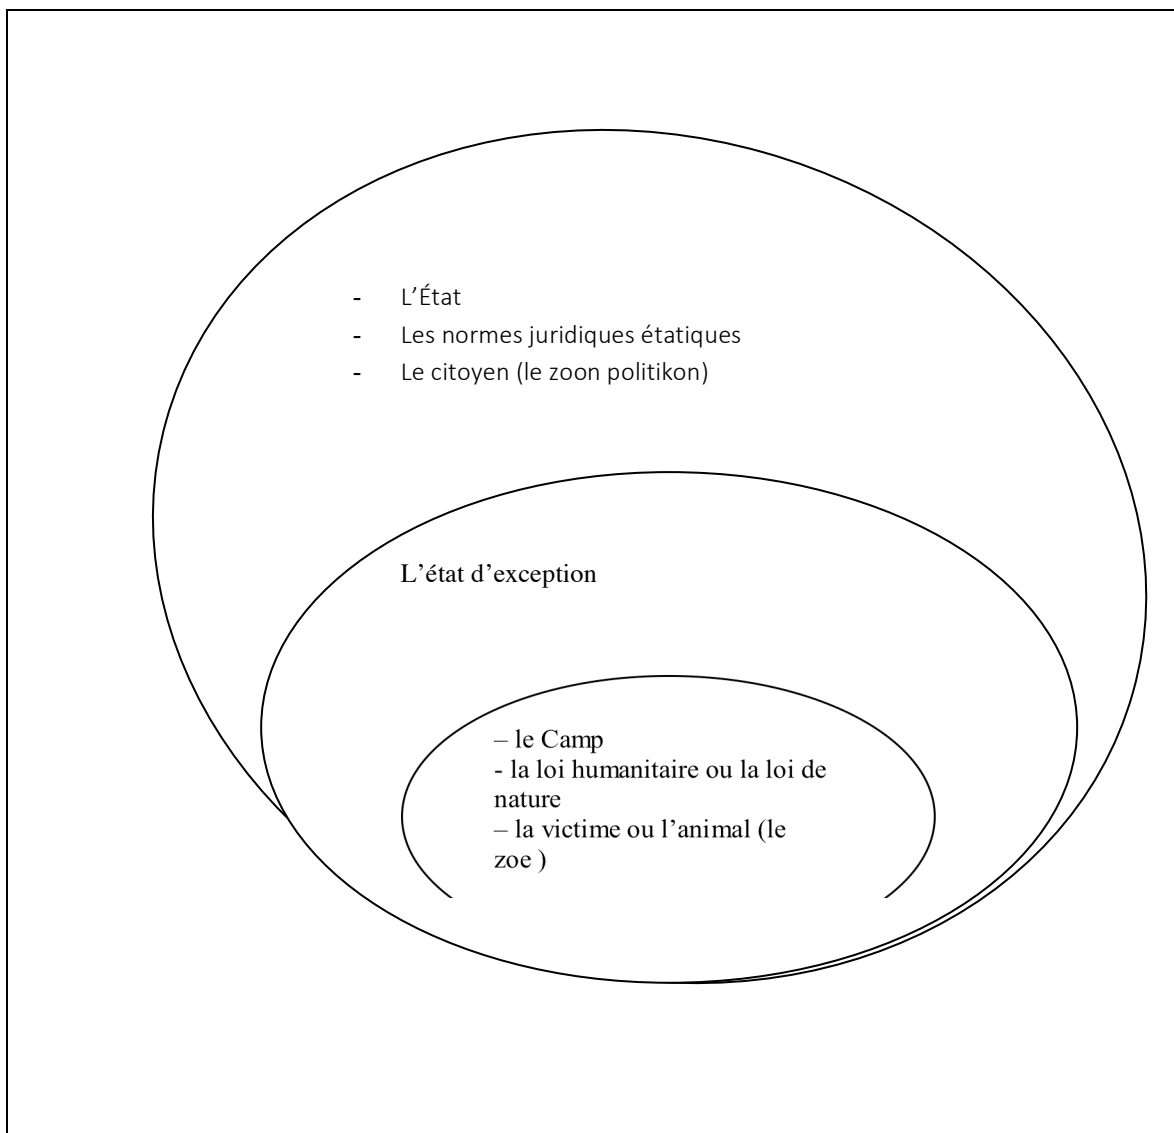 - L’État
- Les normes juridiques étatiques
- Le citoyen (le zoon politikon)
L’état d’exception
– le Camp
- la loi humanitaire ou la loi de
nature
– la victime ou l’animal (le
zoe )